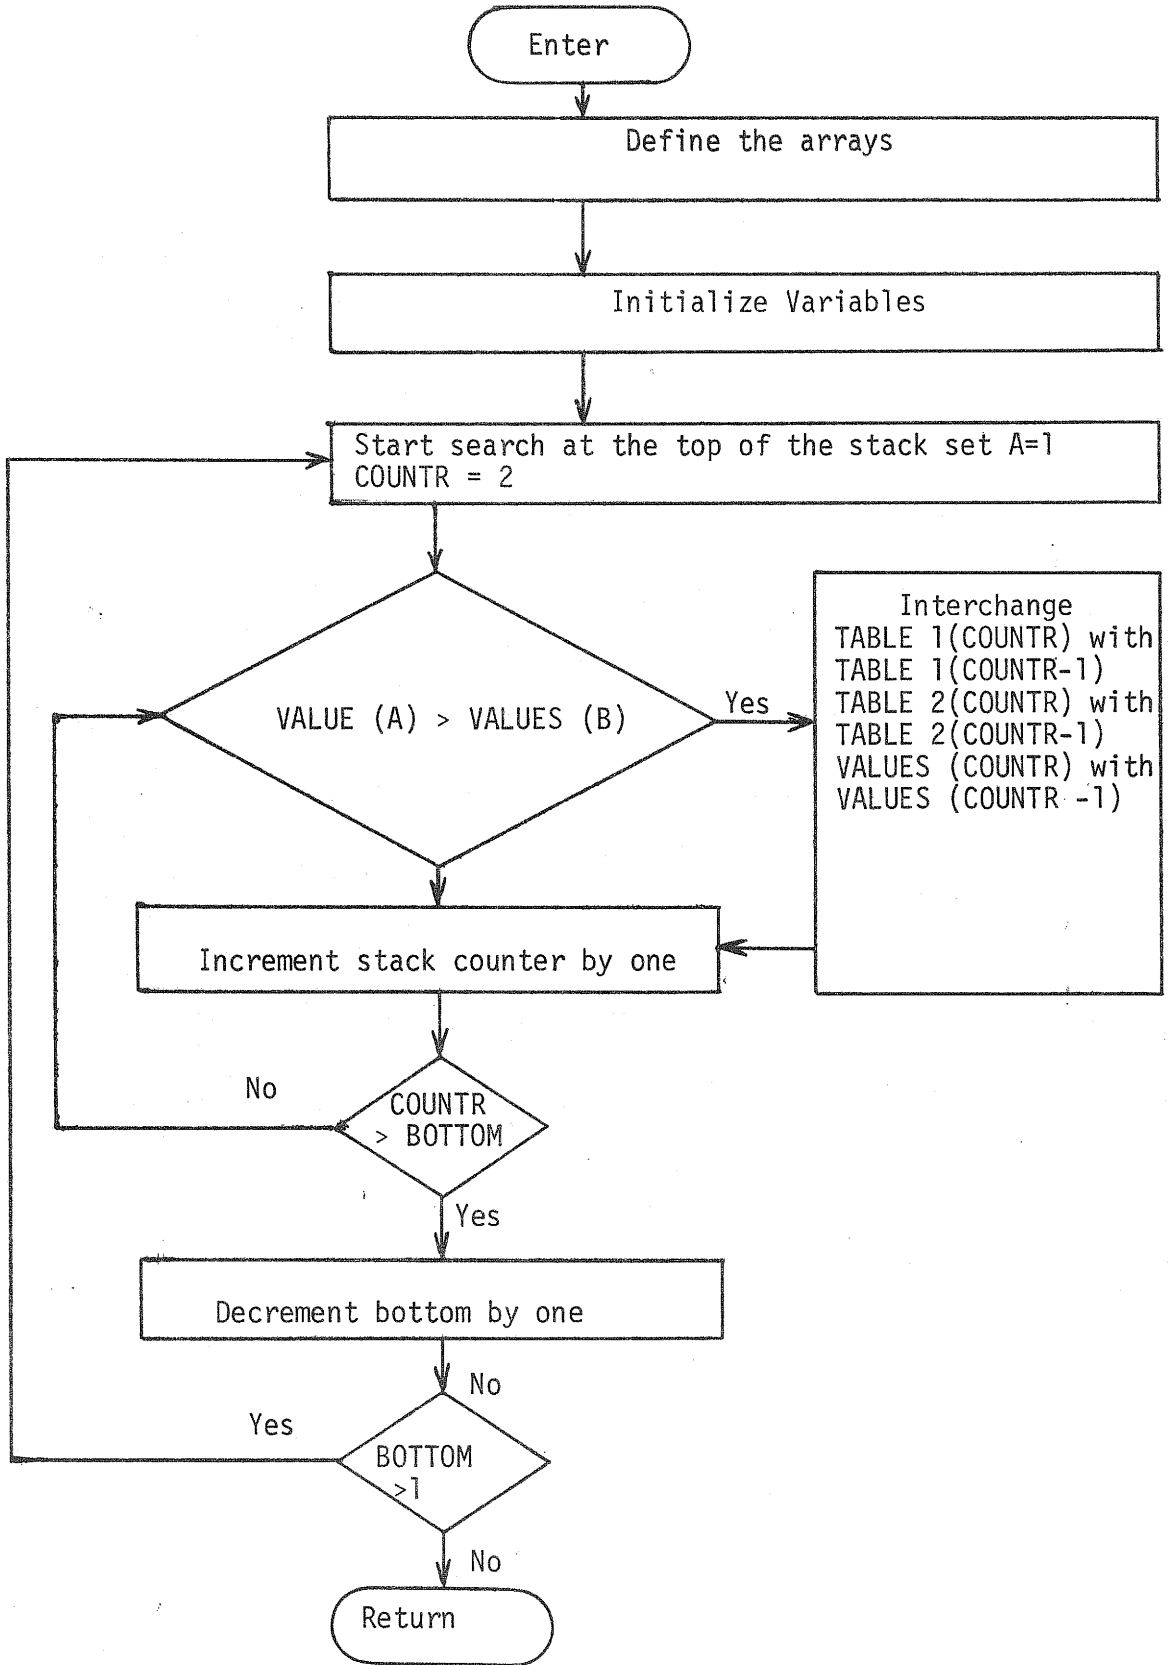 Enter
Define the arrays
Initialize Variables
Start search at the top of the stack set A=1
COUNTR = 2
VALUE (A) > VALUES (B)
Yes
Interchange
TABLE 1(COUNTR) with
TABLE 1(COUNTR-1)
TABLE 2(COUNTR) with
TABLE 2(COUNTR-1)
VALUES (COUNTR) with
VALUES (COUNTR -1)
Increment stack counter by one
No
COUNTR
> BOTTOM
Yes
Decrement bottom by one
No
Yes
BOTTOM
>1
No
Return